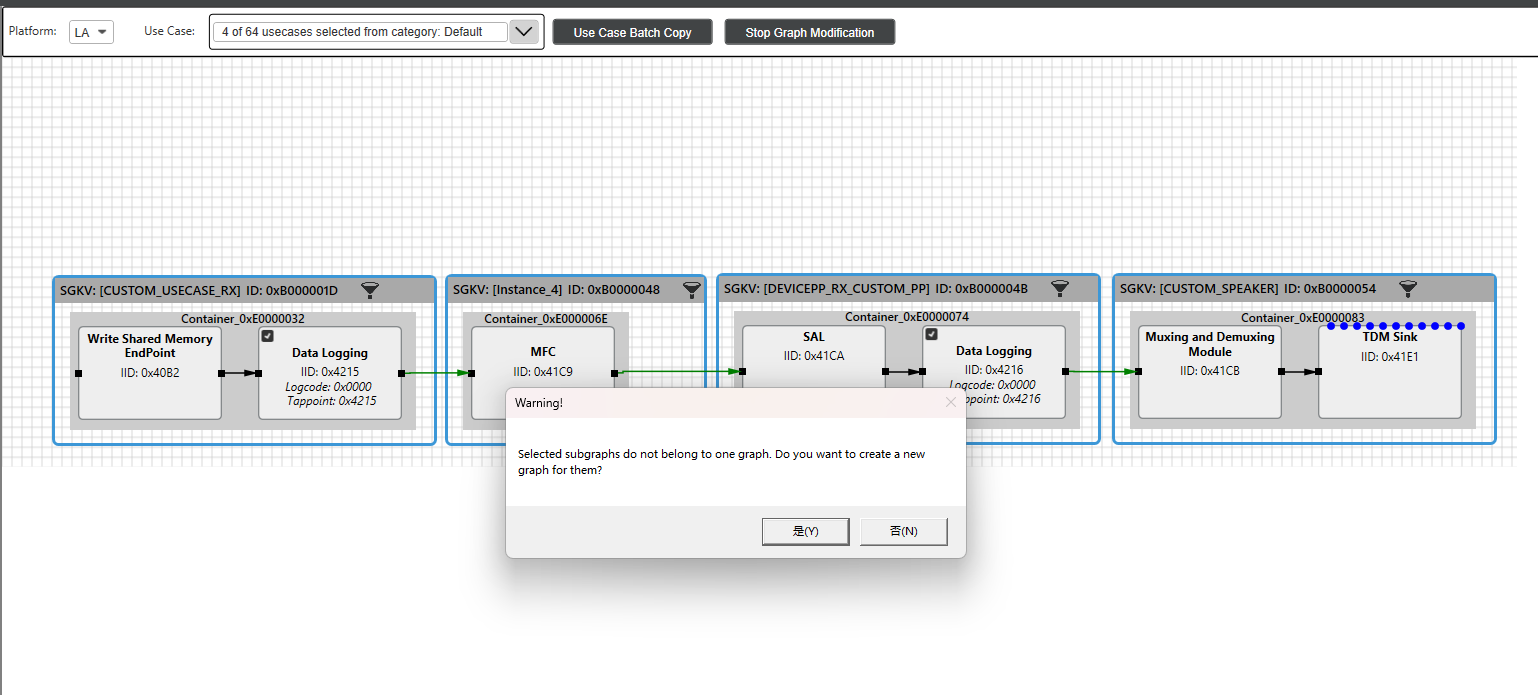 Platform:
LA
Use Case:
4 of 64 usecases selected from category: Default
Use Case Batch Copy
Stop Graph Modification
SGKV: [CUSTOM_USECASE_RX] ID: 0xB000001D
Container_0xE0000032
Write Shared Memory
EndPoint
IID: 0x40B2
Data Logging
IID: 0x4215
Logcode: 0x0000
Tappoint: 0x4215
SGKV: [Instance_4] ID: 0xB0000048
Container_0xE000006E
MFC
IID: 0x41C9
SGKV: [DEVICEPP_RX_CUSTOM_PP] ID: 0xB000004B
Container_0xE0000074
SAL
IID: 0x41CA
Data Logging
IID: 0x4216
Logcode: 0x0000
ppoint: 0x4216
SGKV: [CUSTOM_SPEAKER] ID: 0xB0000054
Container_0xE0000083
Muxing and Demuxing
Module
IID: 0x41CB
TDM Sink
IID: 0x41E1
Warning!
Selected subgraphs do not belong to one graph. Do you want to create a new
graph for them?
是(Y)
否(N)